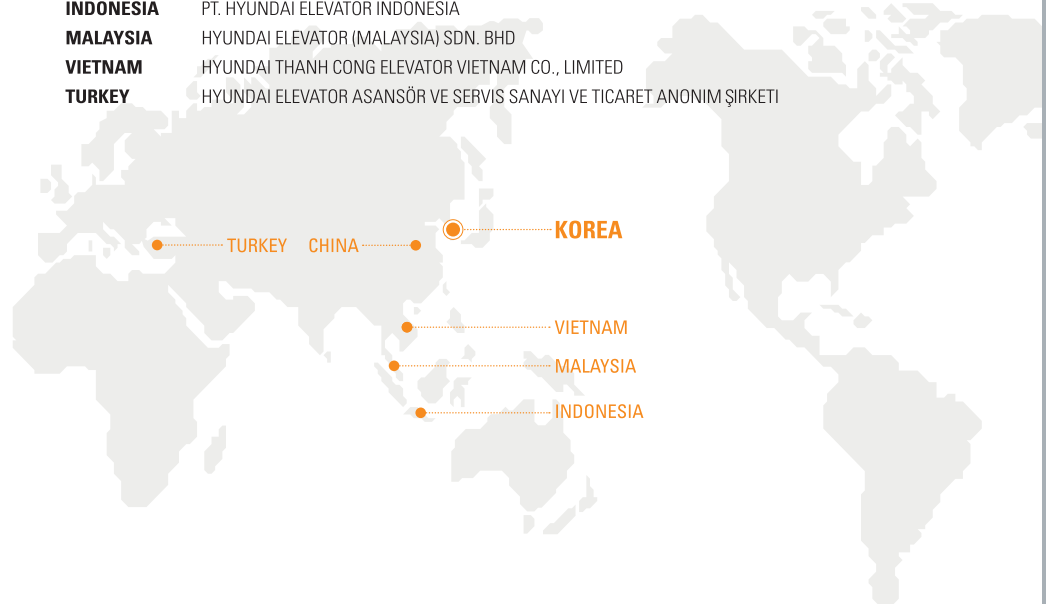 INDONESIA PT. HYUNDAI ELEVATOR INDONESIA
MALAYSIA HYUNDAI ELEVATOR (MALAYSIA) SDN. BHD
VIETNAM HYUNDAI THANH CONG ELEVATOR VIETNAM CO., LIMITED
TURKEY HYUNDAI ELEVATOR ASANSÖR VE SERVIS SANAYI VE TICARET ANONIM ŞIRKETI
KOREA
TURKEY CHINA
VIETNAM
MALAYSIA
INDONESIA